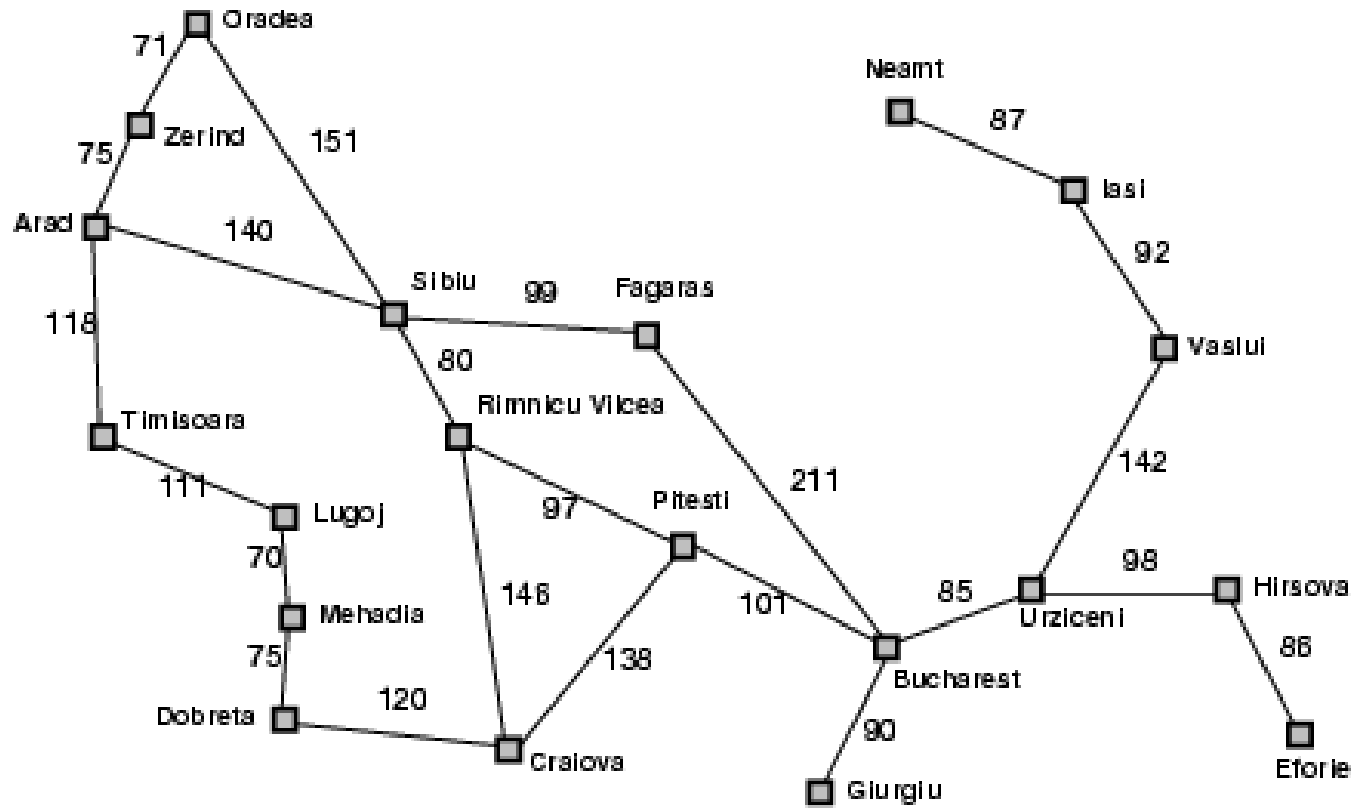 Oradea
71
Neamt
87
Zerind
151
75
Iasi
Arad
140
92
Sibiu
99
Fagaras
118
80
Vaslui
Timisoara
Rimnicu Vilcea
142
111
211
Lugoj
97
Pitesti
70
98
Hirsova
146
101
85
Mehadia
Urziceni
75
138
86
Bucharest
120
Dobreta
90
Craiova
Eforie
Giurgiu